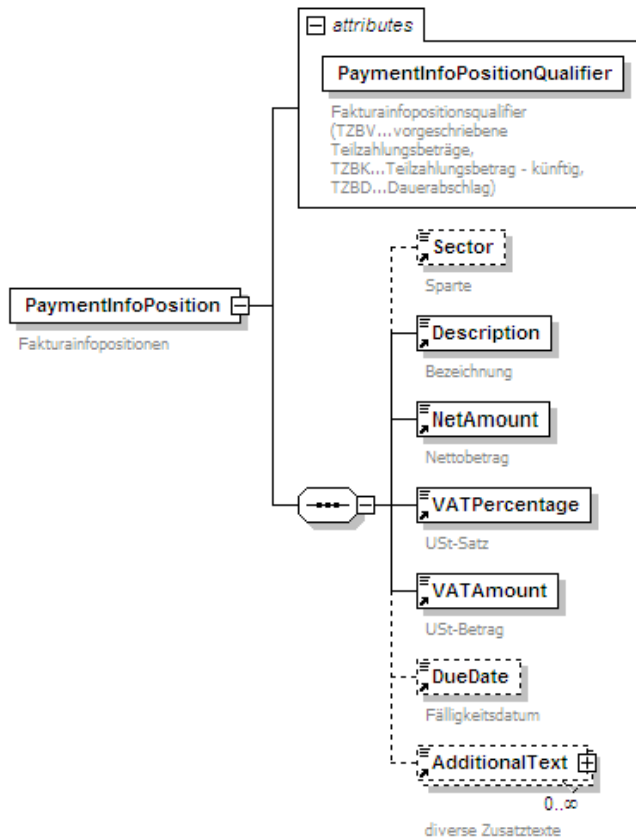 attributes
PaymentInfoPositionQualifier
Fakturainfopositionsqualifier
(TZBV...vorgeschriebene
Teilzahlungsbeträge,
TZBK...Teilzahlungsbetrag - künftig,
TZBD...Dauerabschlag)
PaymentInfoPosition
Fakturainfopositionen
Sector
Sparte
Description
Bezeichnung
NetAmount
Nettobetrag
VATPercentage
USt-Satz
VATAmount
USt-Betrag
DueDate
Fälligkeitsdatum
AdditionalText
0..∞
diverse Zusatztexte